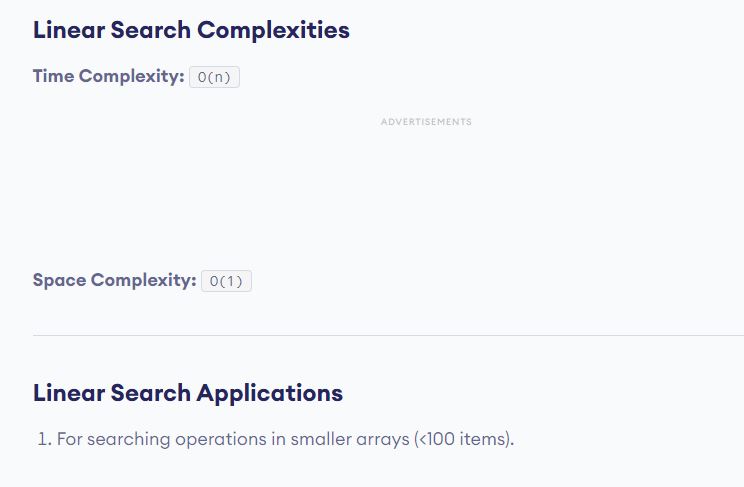 Linear Search Complexities
Time Complexity: O(n)
ADVERTISEMENTS
Space Complexity: O(1)
Linear Search Applications
1. For searching operations in smaller arrays (<100 items).